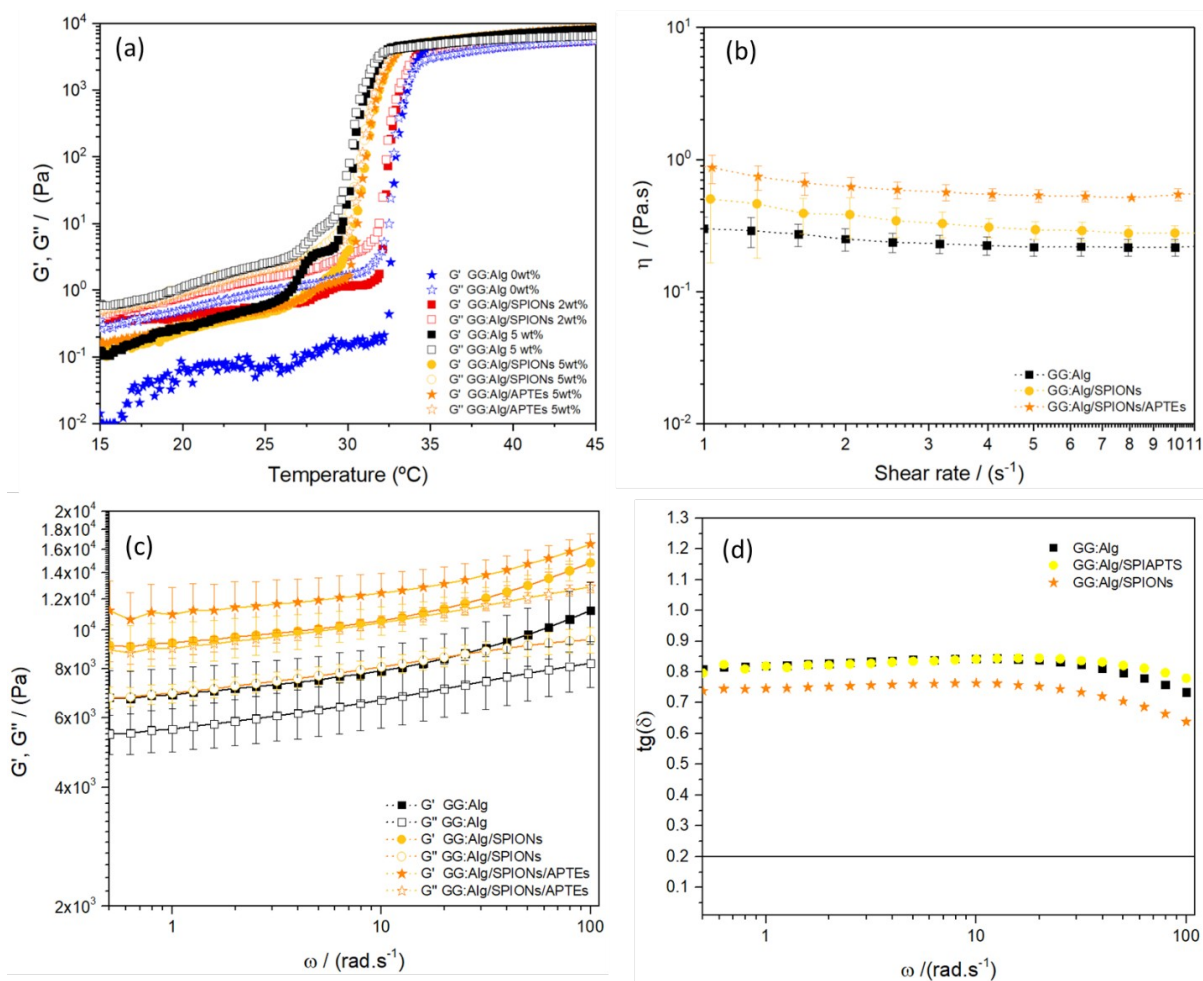 (a)
10⁴
10³
10²
10¹
10⁰
10⁻¹
10⁻²
G', G'' / (Pa)
★ G' GG:Alg 0wt%
☆ G'' GG:Alg 0wt%
■ G' GG:Alg/SPIONs 2wt%
□ G'' GG:Alg/SPIONs 2wt%
■ G' GG:Alg 5 wt%
□ G'' GG:Alg 5 wt%
● G' GG:Alg/SPIONs 5wt%
○ G'' GG:Alg/SPIONs 5wt%
★ G' GG:Alg/APTEs 5wt%
☆ G'' GG:Alg/APTEs 5wt%
15 20 25 30 35 40 45
Temperature (ºC)
(b)
10¹
10⁰
10⁻¹
10⁻²
η / (Pa.s)
GG:Alg
GG:Alg/SPIONs
GG:Alg/SPIONs/APTEs
1 2 3 4 5 6 7 8 9 10 11
Shear rate / (s⁻¹)
(c)
2x10⁴
1.8x10⁴
1.6x10⁴
1.4x10⁴
1.2x10⁴
10⁴
8x10³
6x10³
4x10³
2x10³
G', G'' / (Pa)
G' GG:Alg
G'' GG:Alg
G' GG:Alg/SPIONs
G'' GG:Alg/SPIONs
G' GG:Alg/SPIONs/APTEs
G'' GG:Alg/SPIONs/APTEs
1 10 100
ω / (rad.s⁻¹)
(d)
1.3
1.2
1.1
1.0
0.9
0.8
0.7
0.6
0.5
0.4
0.3
0.2
0.1
tg(δ)
GG:Alg
GG:Alg/SPIAPTS
GG:Alg/SPIONs
1 10 100
ω /(rad.s⁻¹)